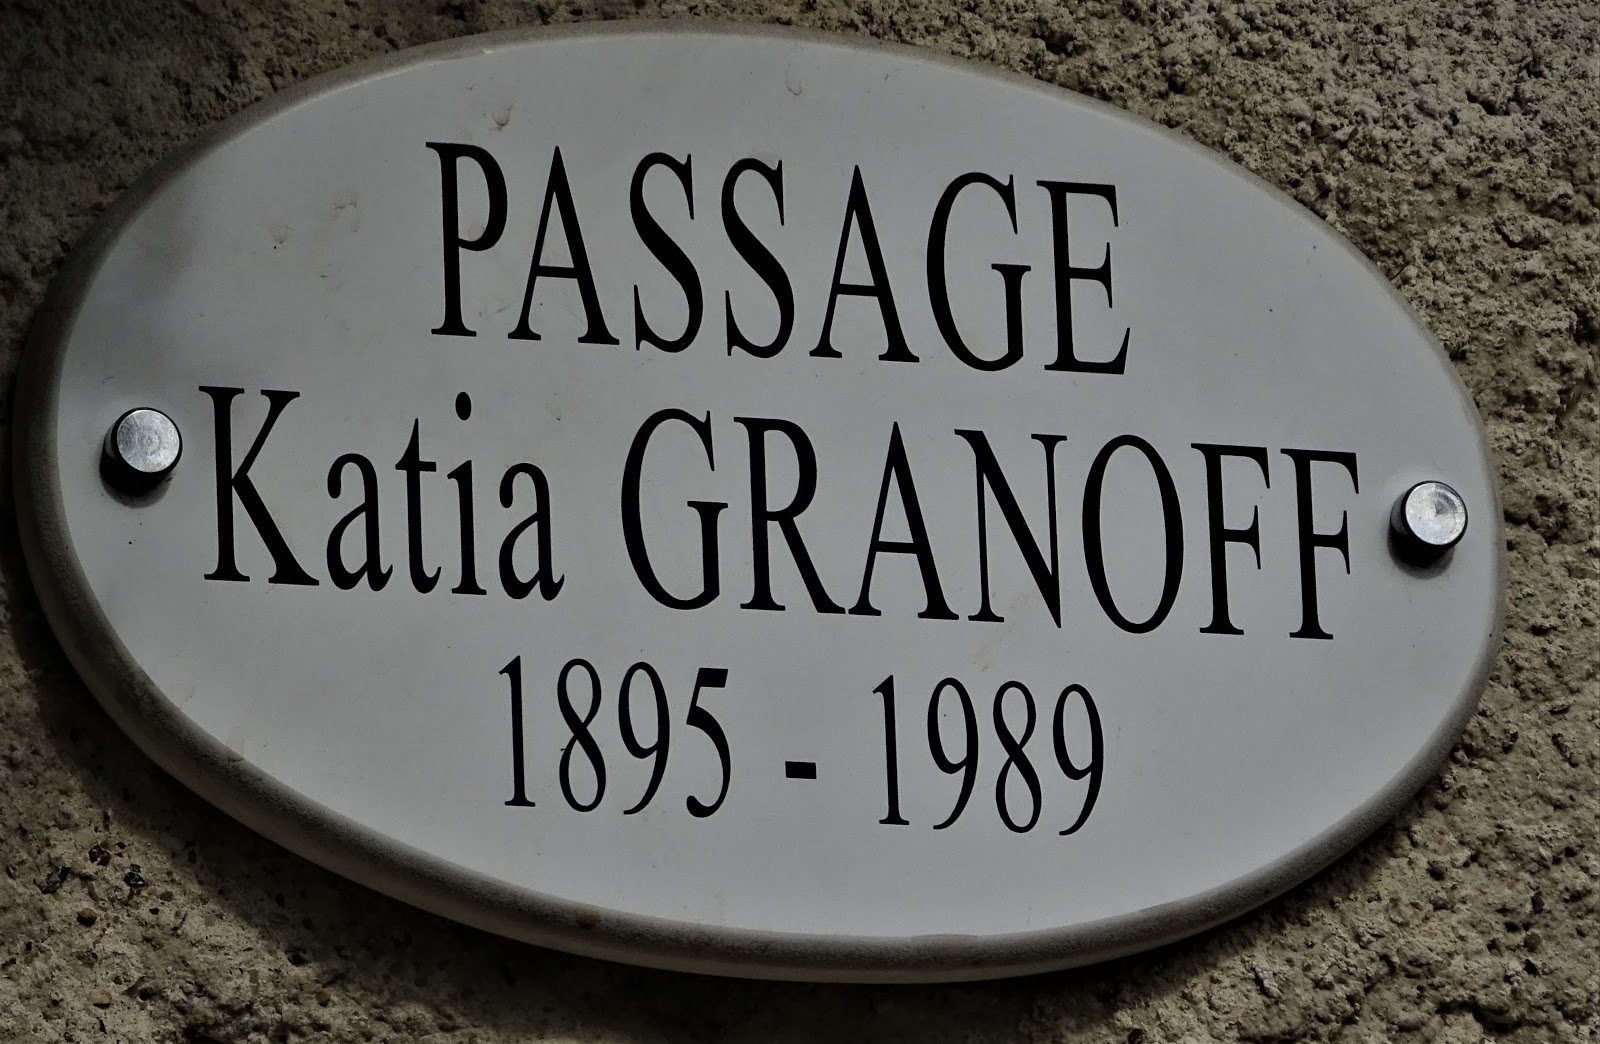 PASSAGE
Katia GRANOFF
1895 - 1989